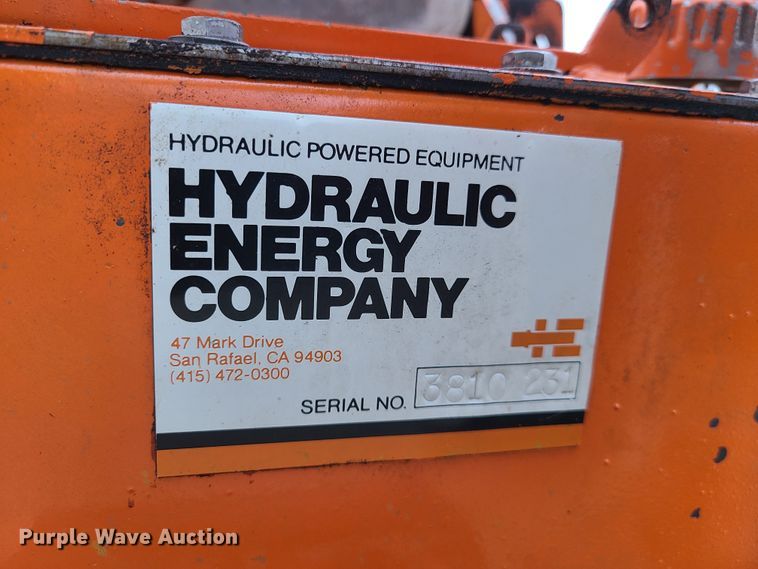 HYDRAULIC POWERED EQUIPMENT
HYDRAULIC
ENERGY
COMPANY
47 Mark Drive
San Rafael, CA 94903
(415) 472-0300
SERIAL NO. 3810 231
Purple Wave Auction